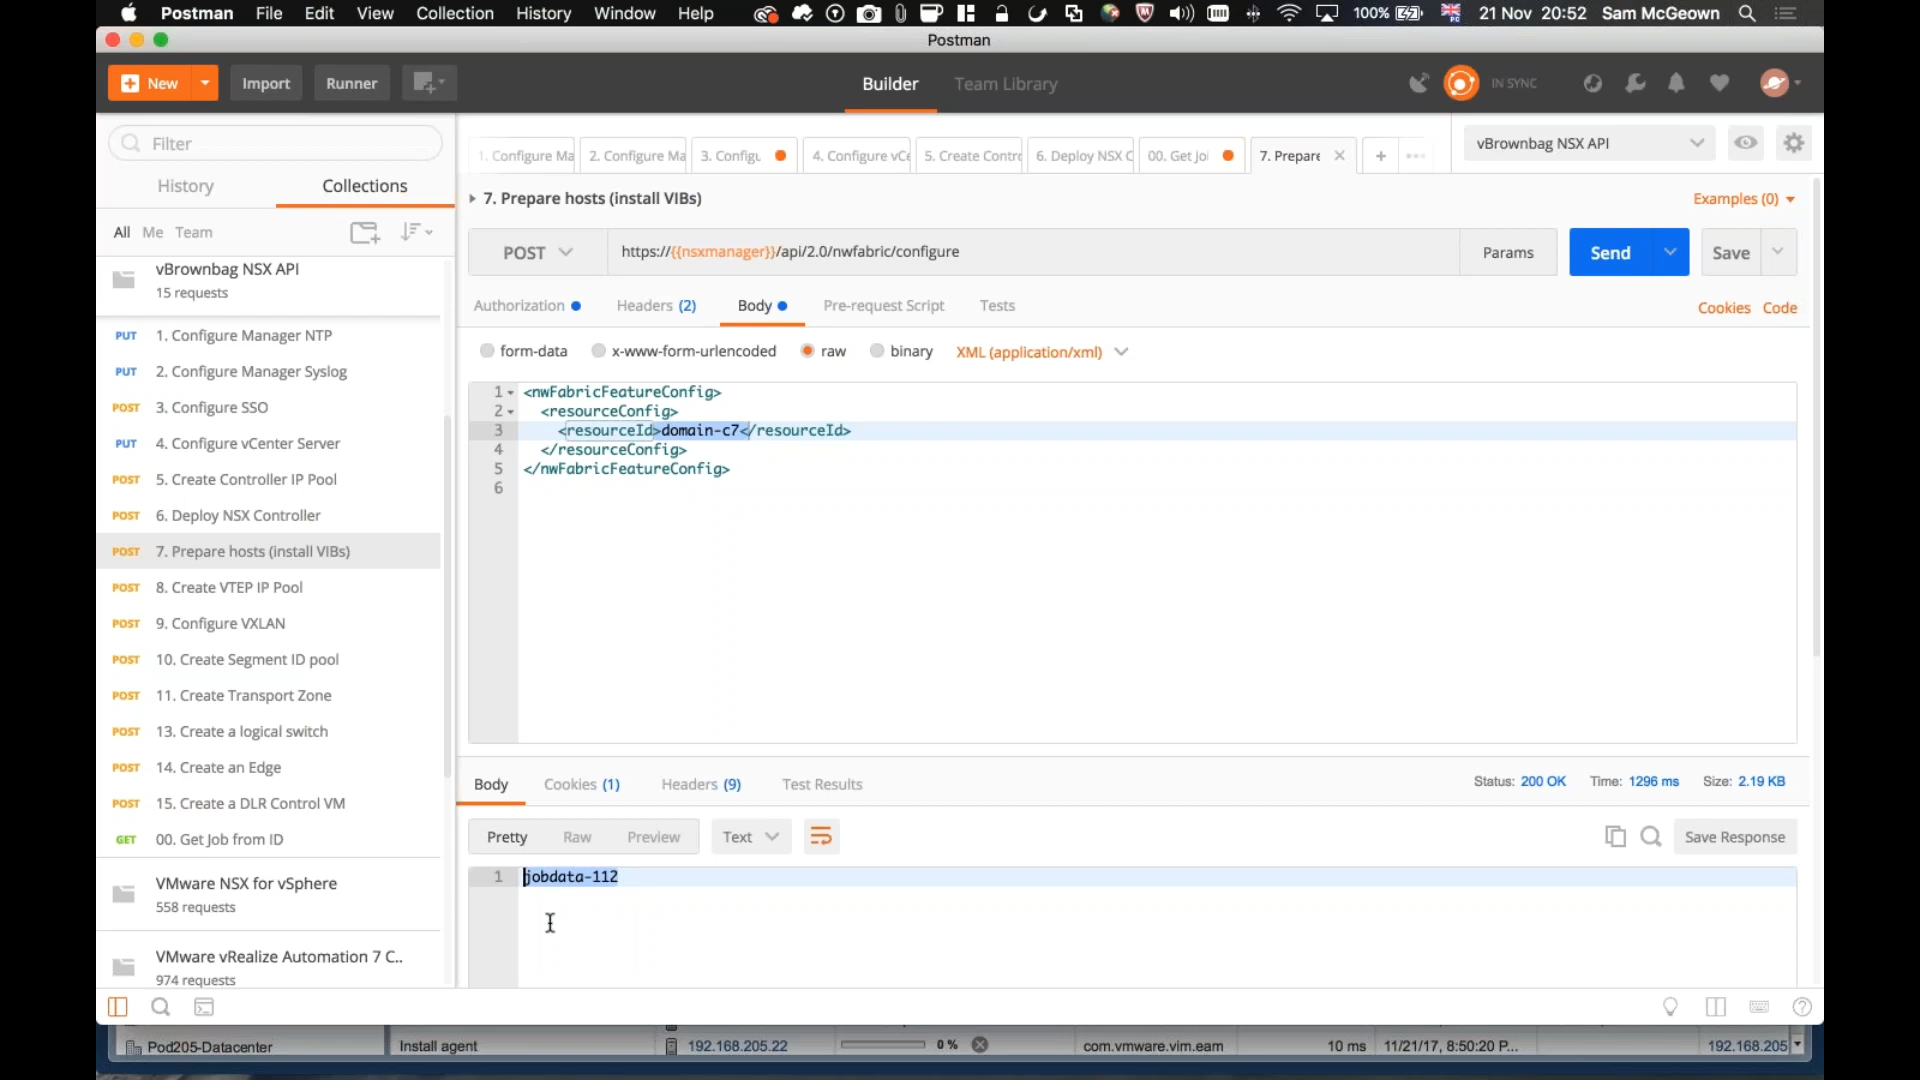 Postman File Edit View Collection History Window Help 100% 21 Nov 20:52 Sam McGeown
Postman
New Import Runner Builder Team Library IN SYNC
Filter
History Collections
All Me Team
vBrownbag NSX API
15 requests
PUT 1. Configure Manager NTP
PUT 2. Configure Manager Syslog
POST 3. Configure SSO
PUT 4. Configure vCenter Server
POST 5. Create Controller IP Pool
POST 6. Deploy NSX Controller
POST 7. Prepare hosts (install VIBs)
POST 8. Create VTEP IP Pool
POST 9. Configure VXLAN
POST 10. Create Segment ID pool
POST 11. Create Transport Zone
POST 13. Create a logical switch
POST 14. Create an Edge
POST 15. Create a DLR Control VM
GET 00. Get Job from ID
VMware NSX for vSphere
558 requests
VMware vRealize Automation 7 C..
974 requests
1. Configure Ma 2. Configure Ma 3. Configu 4. Configure vCe 5. Create Contr 6. Deploy NSX C 00. Get Jo 7. Prepare
vBrownbag NSX API
7. Prepare hosts (install VIBs) Examples (0)
POST https://{{nsxmanager}}/api/2.0/nwfabric/configure Params Send Save
Authorization Headers (2) Body Pre-request Script Tests Cookies Code
form-data x-www-form-urlencoded raw binary XML (application/xml)
1 <nwFabricFeatureConfig>
2 <resourceConfig>
3 <resourceId>domain-c7</resourceId>
4 </resourceConfig>
5 </nwFabricFeatureConfig>
6
Body Cookies (1) Headers (9) Test Results Status: 200 OK Time: 1296 ms Size: 2.19 KB
Pretty Raw Preview Text Save Response
1 jobdata-112
Pod205-Datacenter Install agent 192.168.205.22 0 % com.vmware.vim.eam 10 ms 11/21/17, 8:50:20 P... 192.168.205